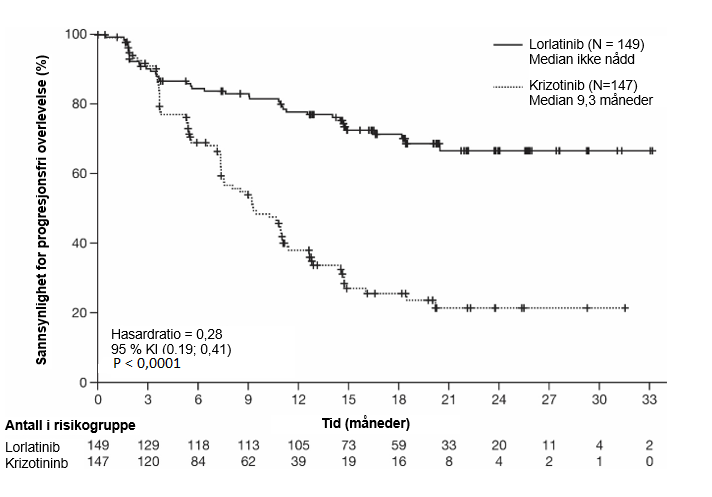 Sannsynlighet for progresjonsfri overlevelse (%)
100
80
60
40
20
0
Lorlatinib (N = 149)
Median ikke nådd
Krizotinib (N=147)
Median 9,3 måneder
Hasardratio = 0,28
95 % KI (0.19; 0,41)
P < 0,0001
0 3 6 9 12 15 18 21 24 27 30 33
Tid (måneder)
Antall i risikogruppe
Lorlatinib 149 129 118 113 105 73 59 33 20 11 4 2
Krizotininb 147 120 84 62 39 19 16 8 4 2 1 0